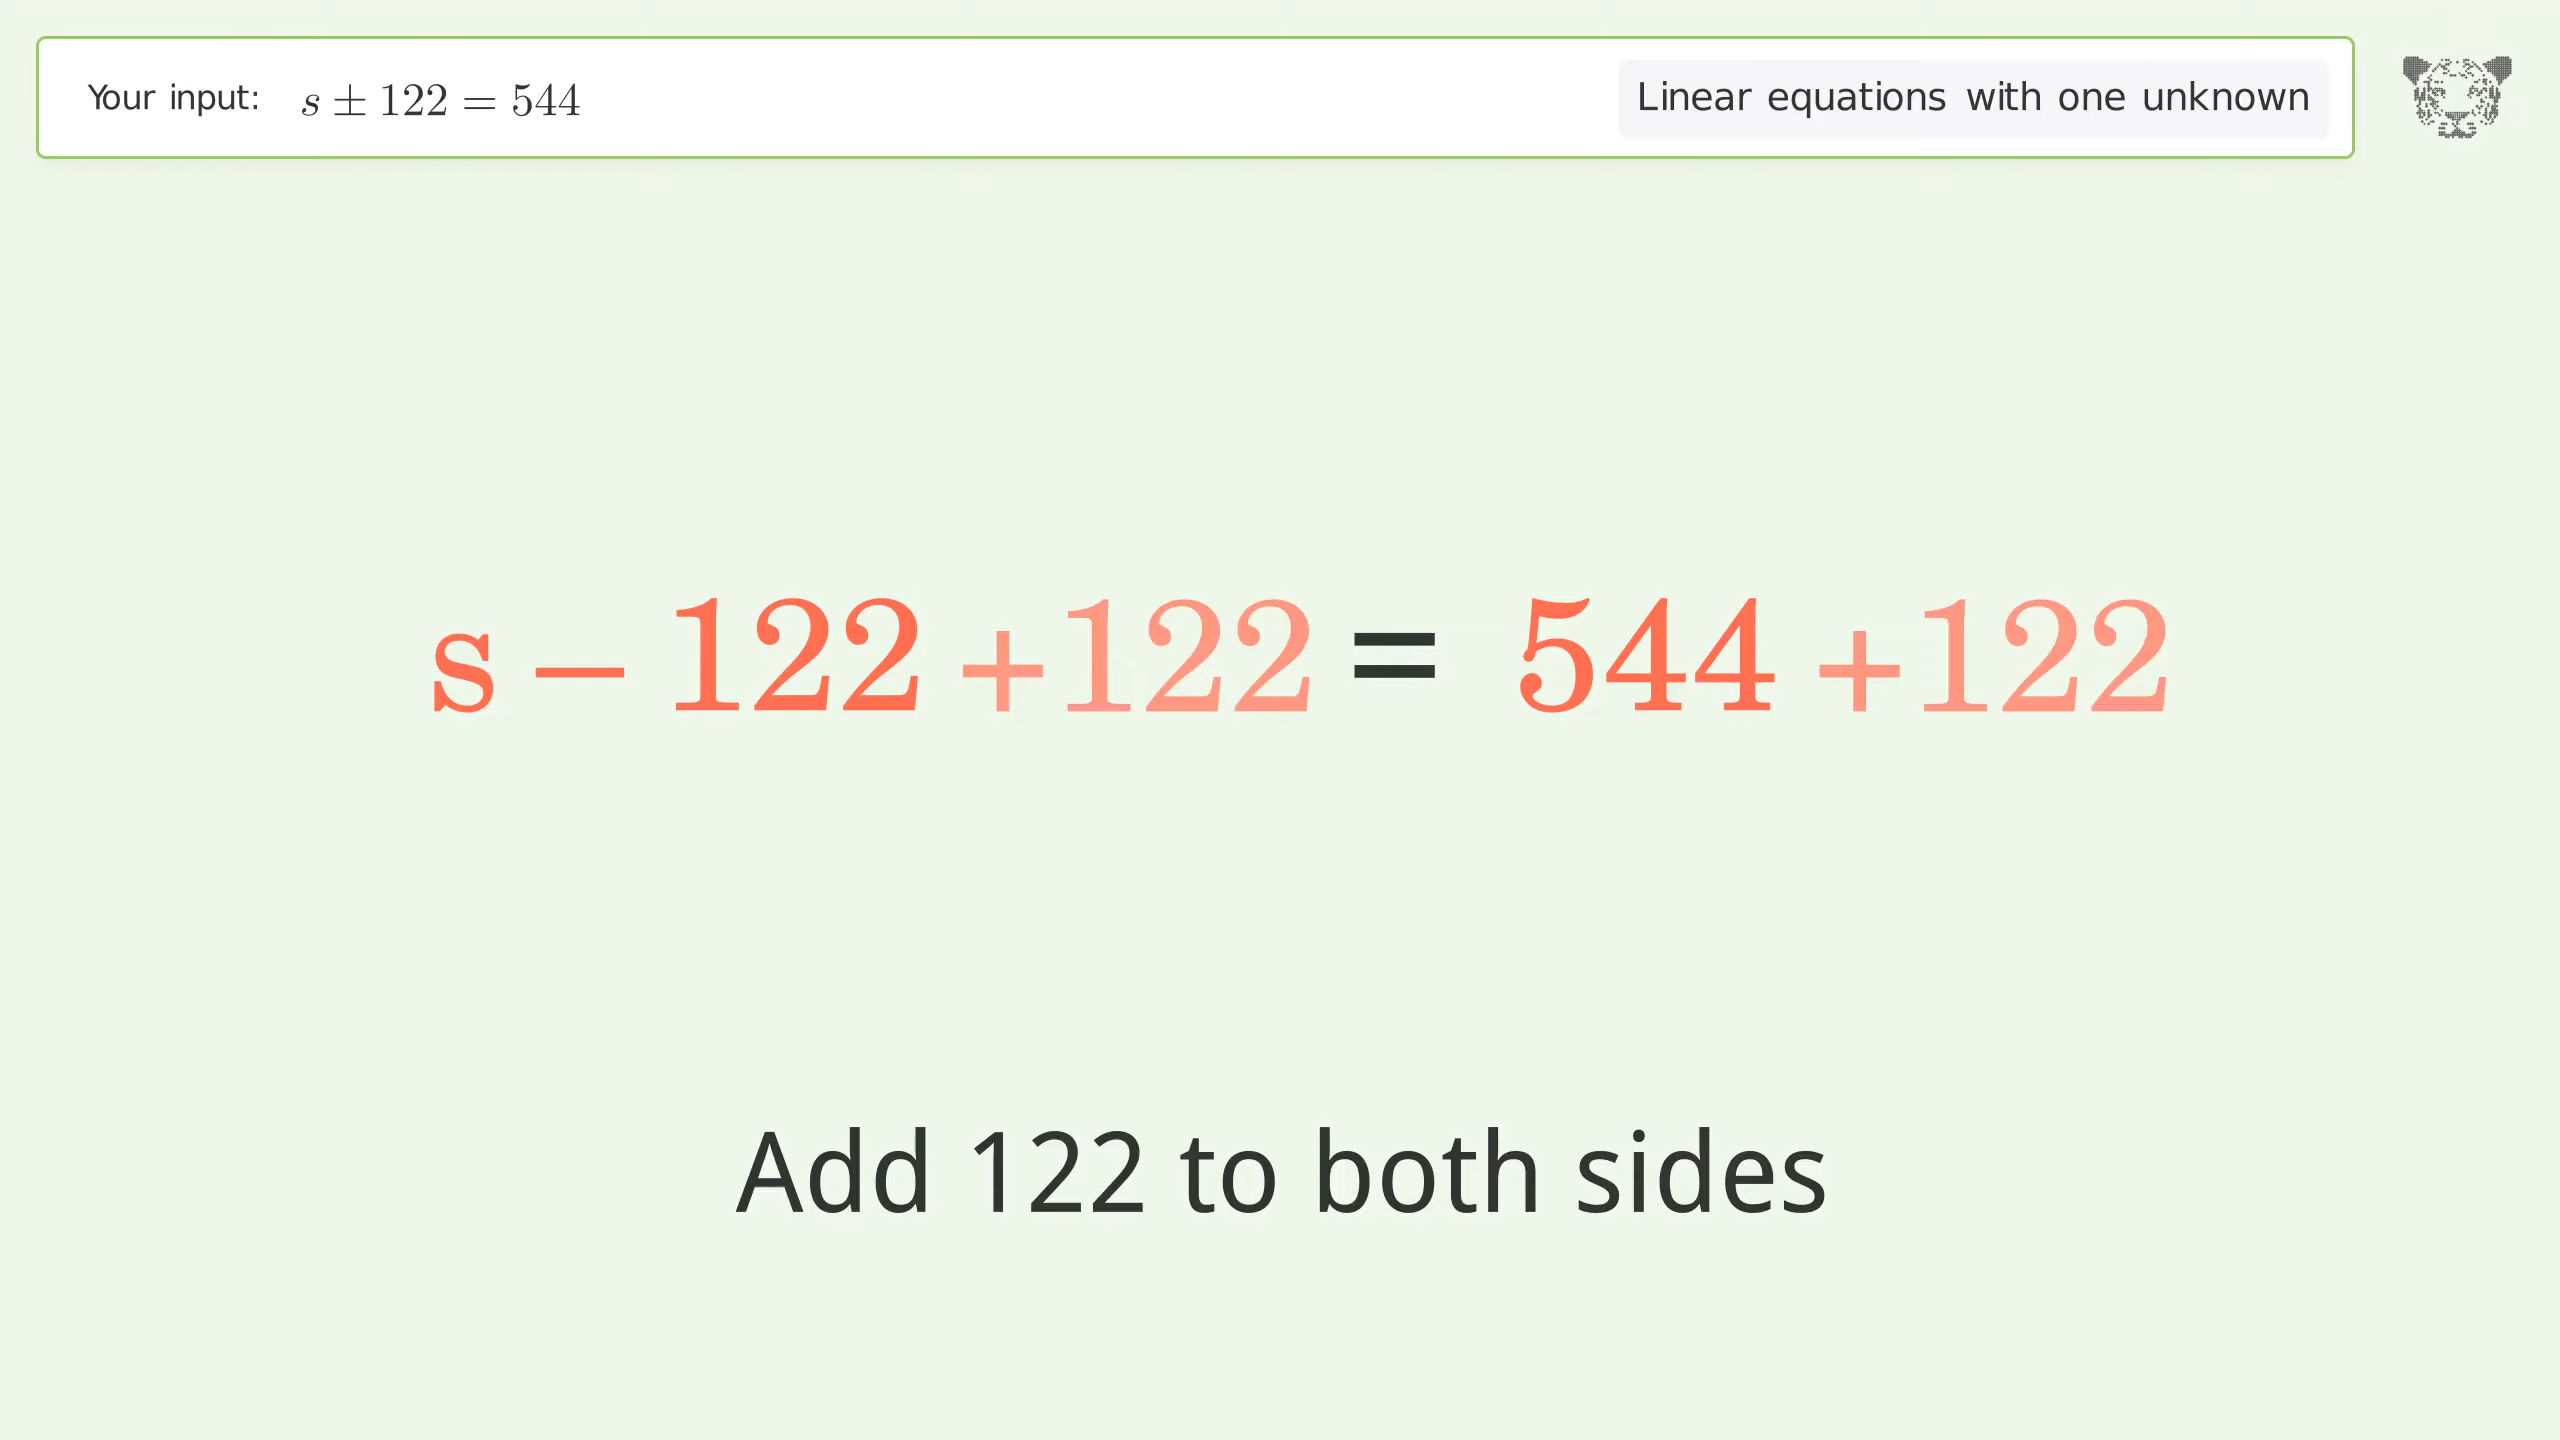 Your input: s ± 122 = 544
Linear equations with one unknown
s – 122 +122 = 544 +122
Add 122 to both sides